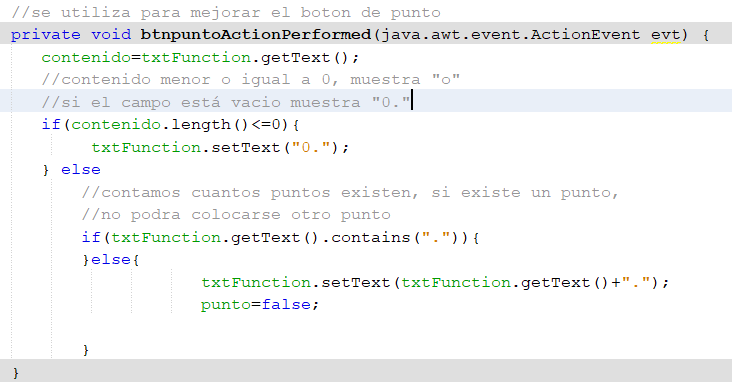 //se utiliza para mejorar el boton de punto
private void btnpuntoActionPerformed(java.awt.event.ActionEvent evt) {
contenido=txtFunction.getText();
//contenido menor o igual a 0, muestra "o"
//si el campo está vacio muestra "0."
if(contenido.length()<=0){
txtFunction.setText("0.");
} else
//contamos cuantos puntos existen, si existe un punto,
//no podra colocarse otro punto
if(txtFunction.getText().contains(".")){
}else{
txtFunction.setText(txtFunction.getText()+".");
punto=false;
}
}